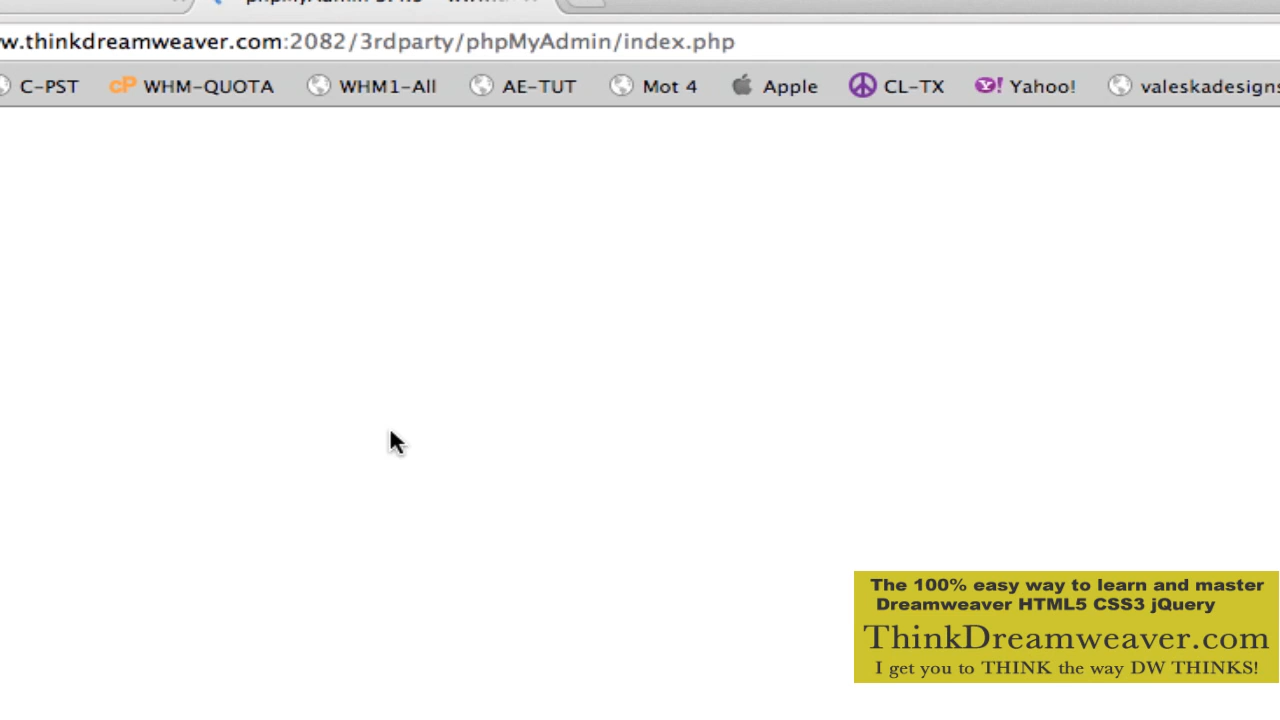 w.thinkdreamweaver.com:2082/3rdparty/phpMyAdmin/index.php
C-PST WHM-QUOTA WHM1-All AE-TUT Mot 4 Apple CL-TX Yahoo! valeskadesigns
The 100% easy way to learn and master
Dreamweaver HTML5 CSS3 jQuery
ThinkDreamweaver.com
I get you to THINK the way DW THINKS!